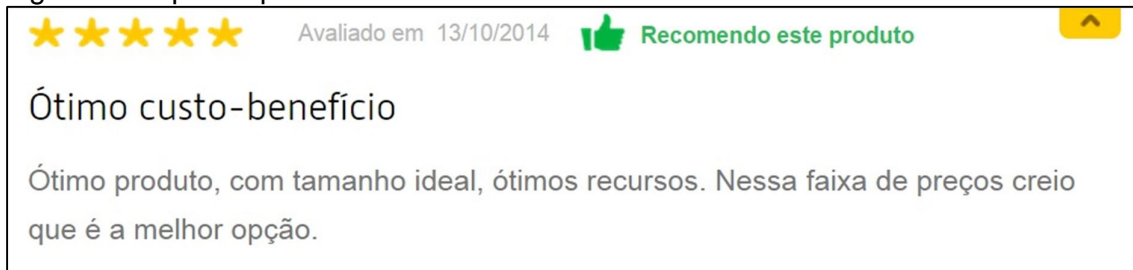 Avaliado em 13/10/2014 Recomendo este produto
Ótimo custo-benefício
Ótimo produto, com tamanho ideal, ótimos recursos. Nessa faixa de preços creio
que é a melhor opção.